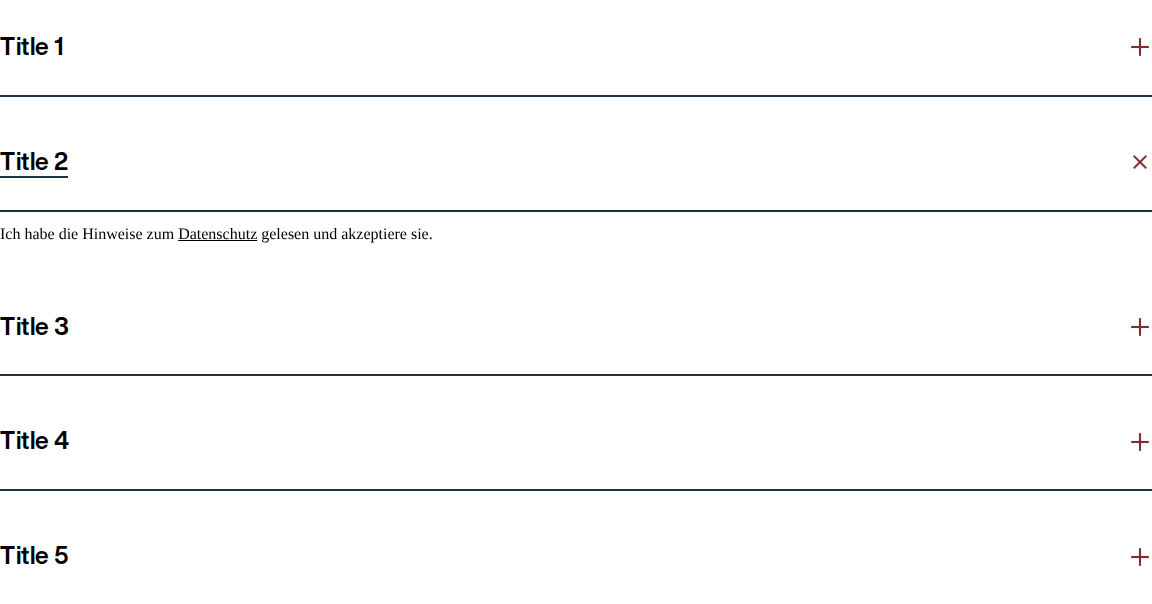 Title 1
Title 2
Ich habe die Hinweise zum Datenschutz gelesen und akzeptiere sie.
Title 3
Title 4
Title 5